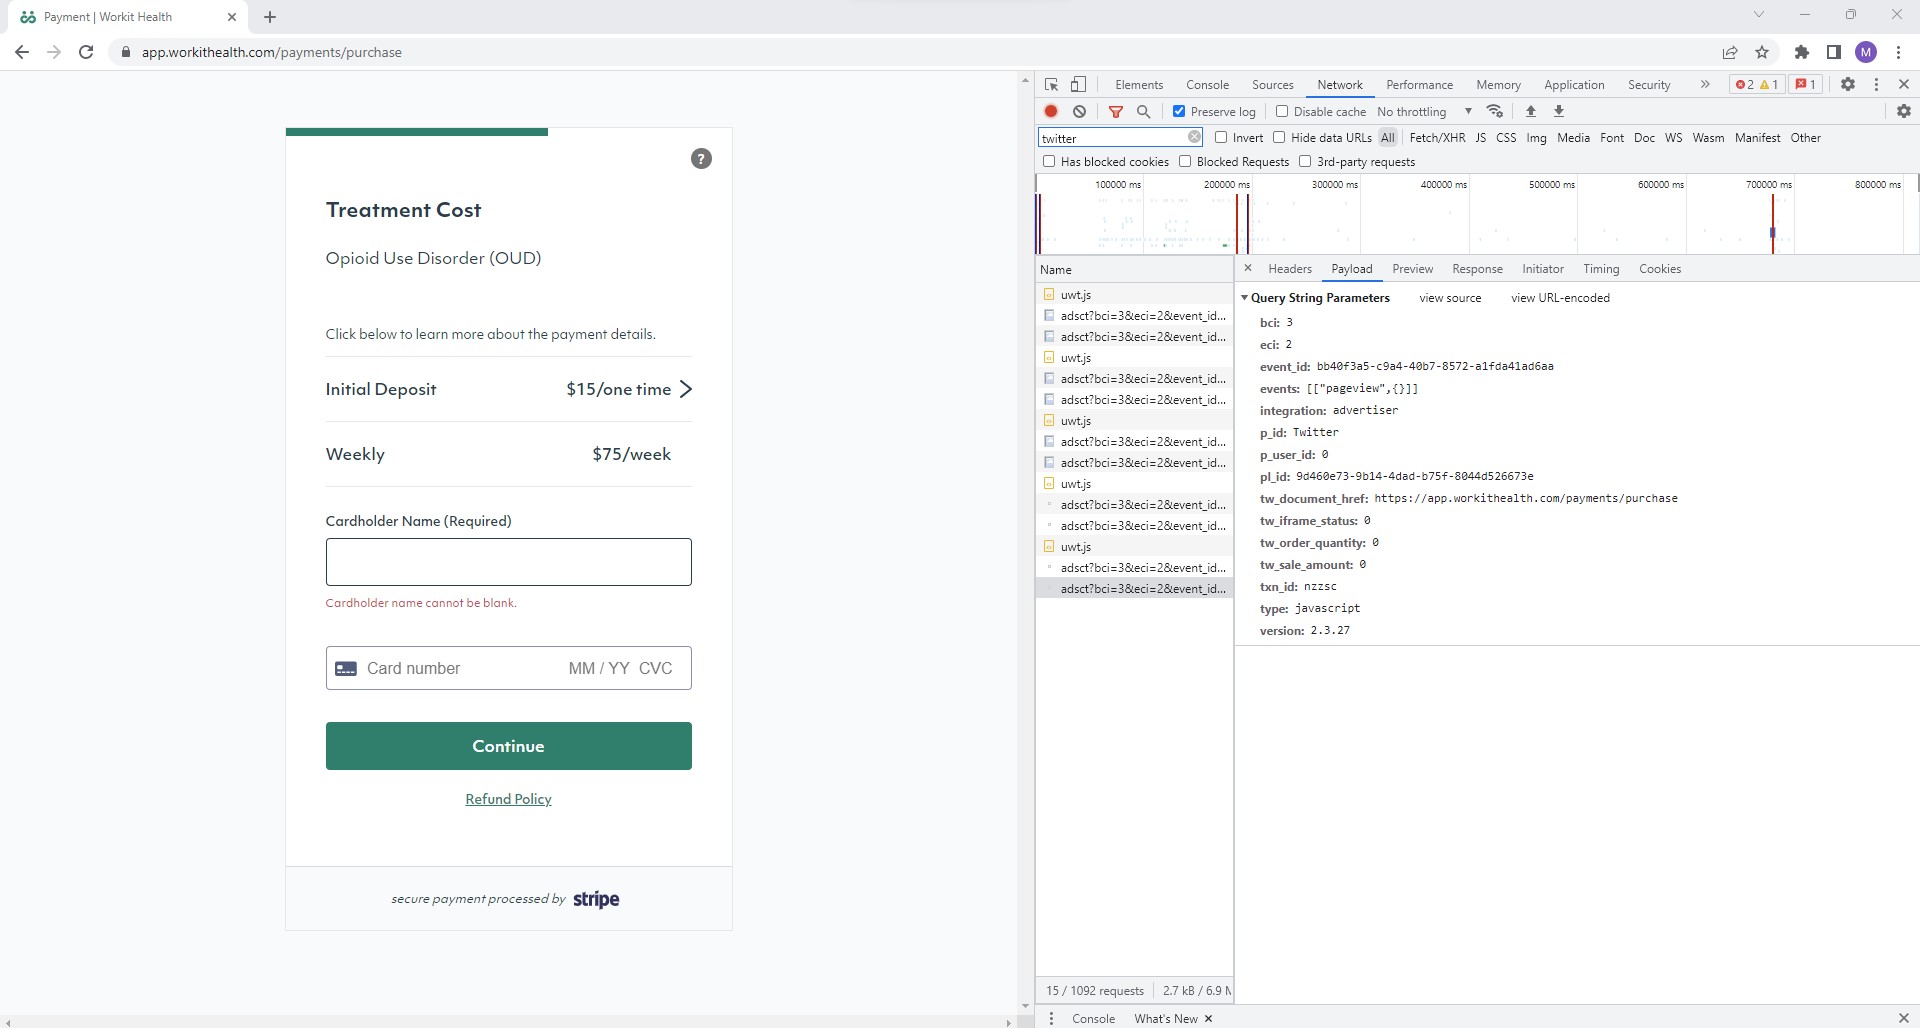 Payment | Workit Health
app.workithealth.com/payments/purchase
M
?
Treatment Cost
Opioid Use Disorder (OUD)
Click below to learn more about the payment details.
Initial Deposit $15/one time
Weekly $75/week
Cardholder Name (Required)
Cardholder name cannot be blank.
Card number MM / YY CVC
Continue
Refund Policy
secure payment processed by stripe
Elements Console Sources Network Performance Memory Application Security » 2 1 1
Preserve log Disable cache No throttling
twitter Invert Hide data URLs All Fetch/XHR JS CSS Img Media Font Doc WS Wasm Manifest Other
Has blocked cookies Blocked Requests 3rd-party requests
100000 ms 200000 ms 300000 ms 400000 ms 500000 ms 600000 ms 700000 ms 800000 ms
Name
uwt.js
adsct?bci=3&eci=2&event_id...
adsct?bci=3&eci=2&event_id...
uwt.js
adsct?bci=3&eci=2&event_id...
adsct?bci=3&eci=2&event_id...
uwt.js
adsct?bci=3&eci=2&event_id...
adsct?bci=3&eci=2&event_id...
uwt.js
adsct?bci=3&eci=2&event_id...
adsct?bci=3&eci=2&event_id...
uwt.js
adsct?bci=3&eci=2&event_id...
adsct?bci=3&eci=2&event_id...
15 / 1092 requests 2.7 kB / 6.9 M
Headers Payload Preview Response Initiator Timing Cookies
Query String Parameters view source view URL-encoded
bci: 3
eci: 2
event_id: bb40f3a5-c9a4-40b7-8572-a1fda41ad6aa
events: [["pageview",{}]]
integration: advertiser
p_id: Twitter
p_user_id: 0
pl_id: 9d460e73-9b14-4dad-b75f-8044d526673e
tw_document_href: https://app.workithealth.com/payments/purchase
tw_iframe_status: 0
tw_order_quantity: 0
tw_sale_amount: 0
txn_id: nzzsc
type: javascript
version: 2.3.27
Console What's New